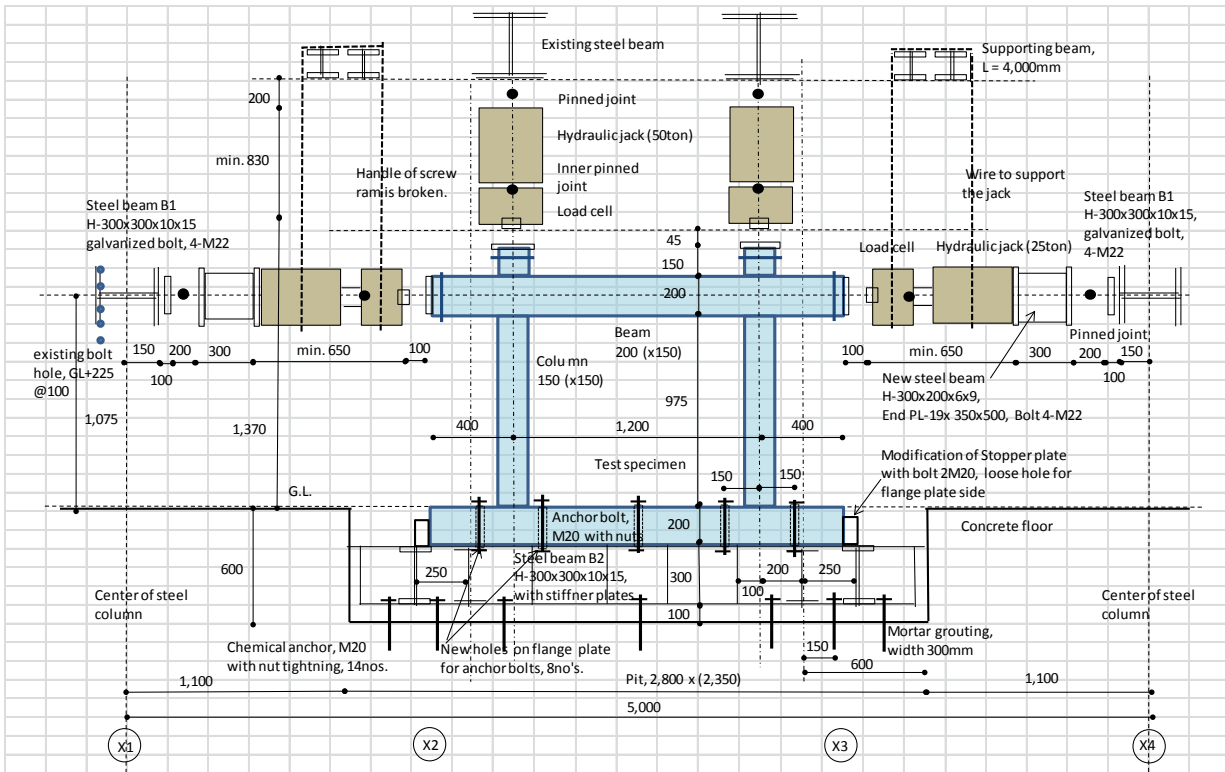 Existing steel beam
Supporting beam,
L = 4,000mm
200
Pinned joint
Hydraulic jack (50ton)
min. 830
Handle of screw
ram is broken.
Inner pinned
joint
Load cell
Wire to support
the jack
Steel beam B1
H-300x300x10x15
galvanized bolt, 4-M22
Steel beam B1
H-300x300x10x15,
galvanized bolt,
4-M22
45
150
200
Load cell
Hydraulic jack (25ton)
Beam
200 (x150)
Pinned joint
existing bolt
hole, GL+225
@100
150
200
300
min. 650
100
100
100
min. 650
300
200
150
100
Column
150 (x150)
New steel beam
H-300x200x6x9,
End PL-19x 350x500, Bolt 4-M22
1,075
1,370
975
400
1,200
400
Test specimen
150
150
Modification of Stopper plate
with bolt 2M20, loose hole for
flange plate side
G.L.
Anchor bolt,
M20 with nuts
200
Concrete floor
Steel beam B2
H-300x300x10x15,
with stiffner plates
600
250
300
200
250
100
100
Center of steel
column
Center of steel
column
Chemical anchor, M20
with nut tightning, 14nos.
New holes on flange plate
for anchor bolts, 8no's.
Mortar grouting,
width 300mm
150
600
1,100
Pit, 2,800 x (2,350)
1,100
5,000
X1
X2
X3
X4